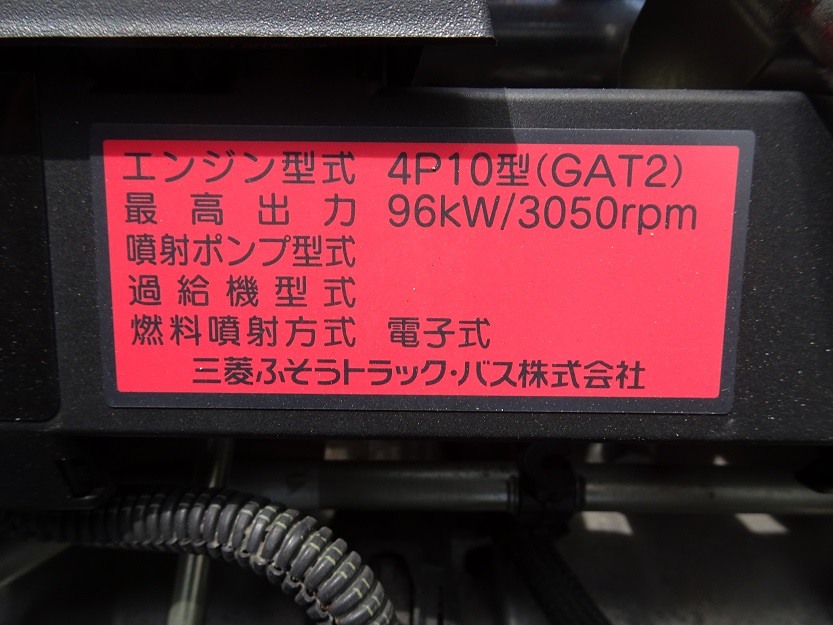 エンジン型式 4P10型(GAT2)
最高出力 96kW/3050rpm
噴射ポンプ型式
過給機型式
燃料噴射方式 電子式
三菱ふそうトラック・バス株式会社